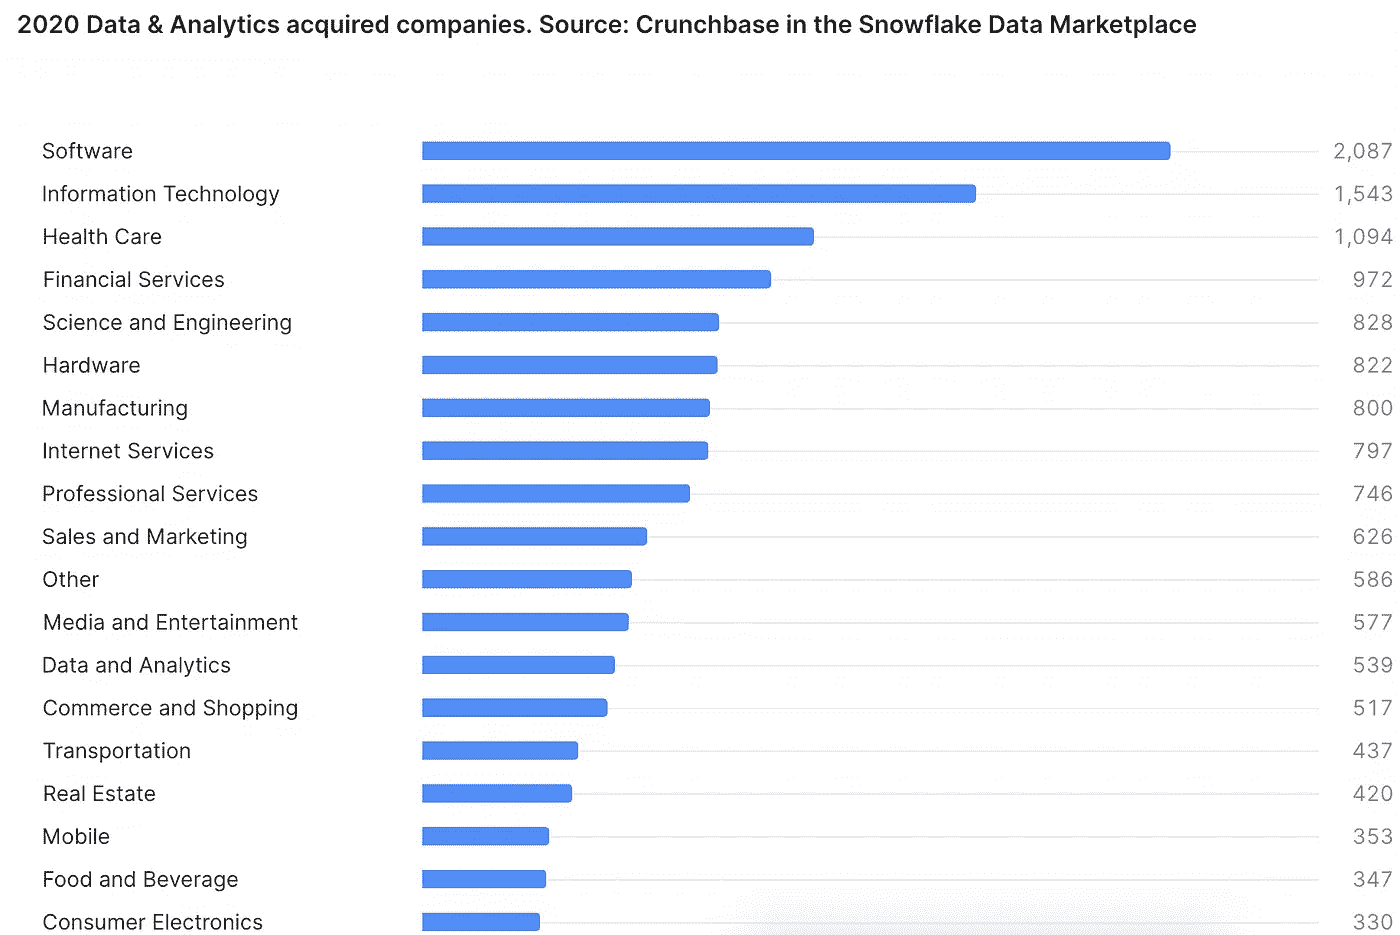 2020 Data & Analytics acquired companies. Source: Crunchbase in the Snowflake Data Marketplace
Software 2,087
Information Technology 1,543
Health Care 1,094
Financial Services 972
Science and Engineering 828
Hardware 822
Manufacturing 800
Internet Services 797
Professional Services 746
Sales and Marketing 626
Other 586
Media and Entertainment 577
Data and Analytics 539
Commerce and Shopping 517
Transportation 437
Real Estate 420
Mobile 353
Food and Beverage 347
Consumer Electronics 330